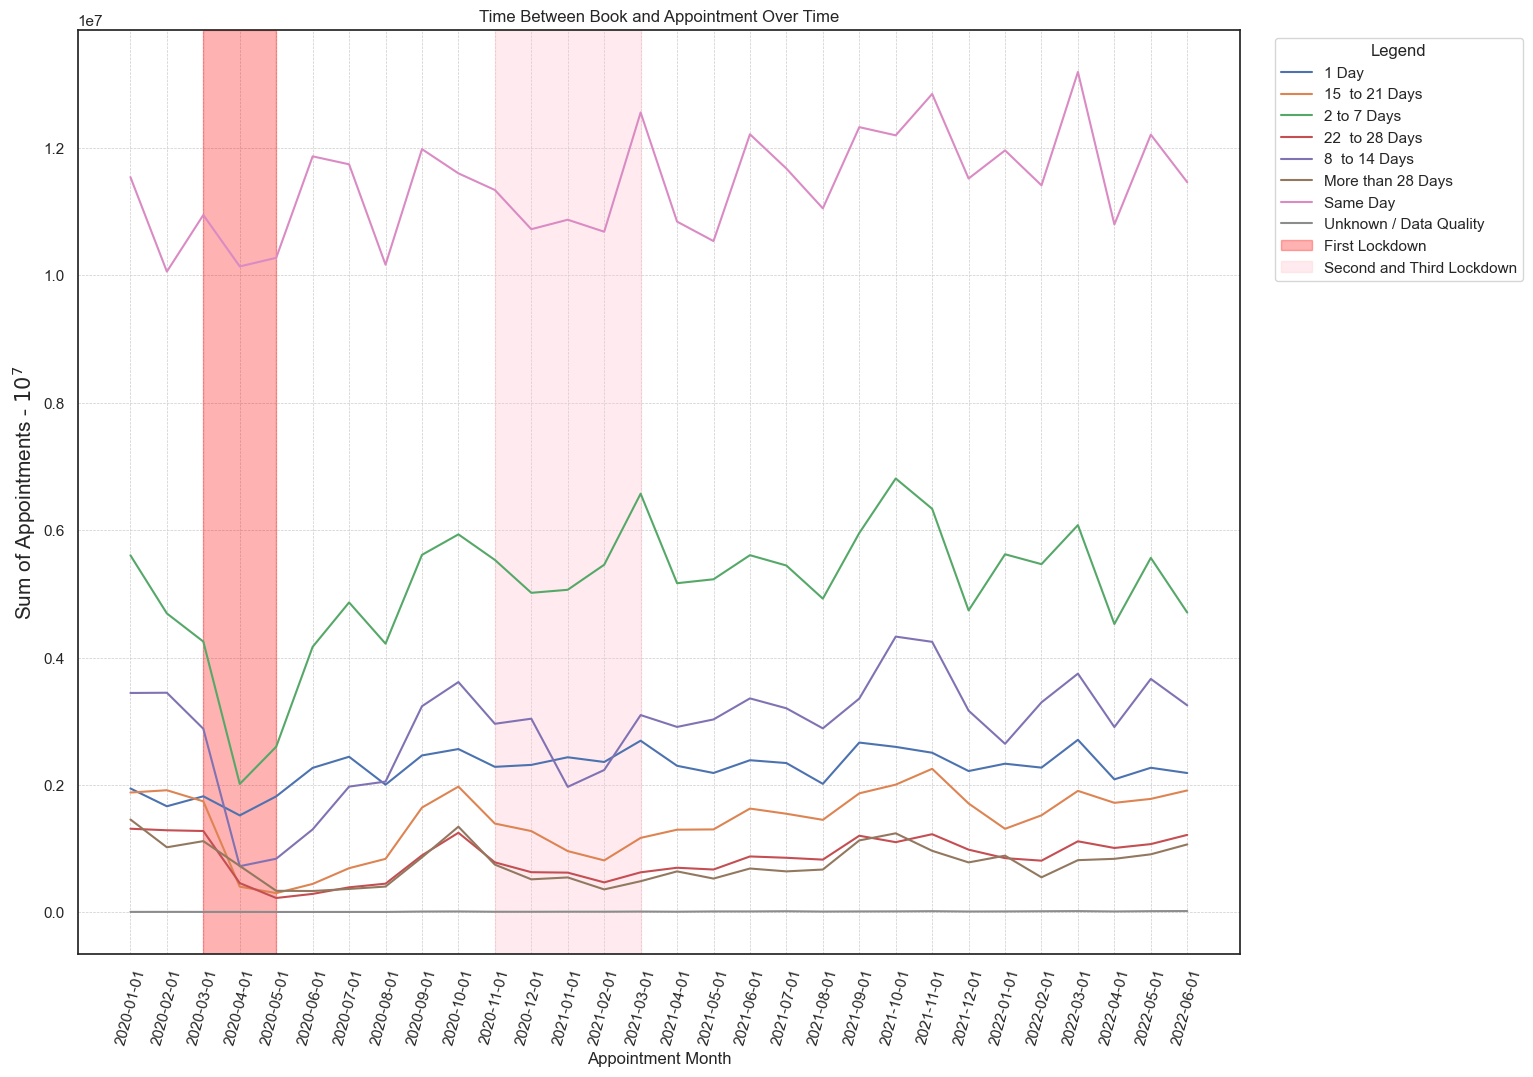 Time Between Book and Appointment Over Time
1e7
1.2
1.0
0.8
0.6
0.4
0.2
0.0
Sum of Appointments - 10⁷
2020-01-01
2020-02-01
2020-03-01
2020-04-01
2020-05-01
2020-06-01
2020-07-01
2020-08-01
2020-09-01
2020-10-01
2020-11-01
2020-12-01
2021-01-01
2021-02-01
2021-03-01
2021-04-01
2021-05-01
2021-06-01
2021-07-01
2021-08-01
2021-09-01
2021-10-01
2021-11-01
2021-12-01
2022-01-01
2022-02-01
2022-03-01
2022-04-01
2022-05-01
2022-06-01
Appointment Month
Legend
1 Day
15  to 21 Days
2 to 7 Days
22  to 28 Days
8  to 14 Days
More than 28 Days
Same Day
Unknown / Data Quality
First Lockdown
Second and Third Lockdown